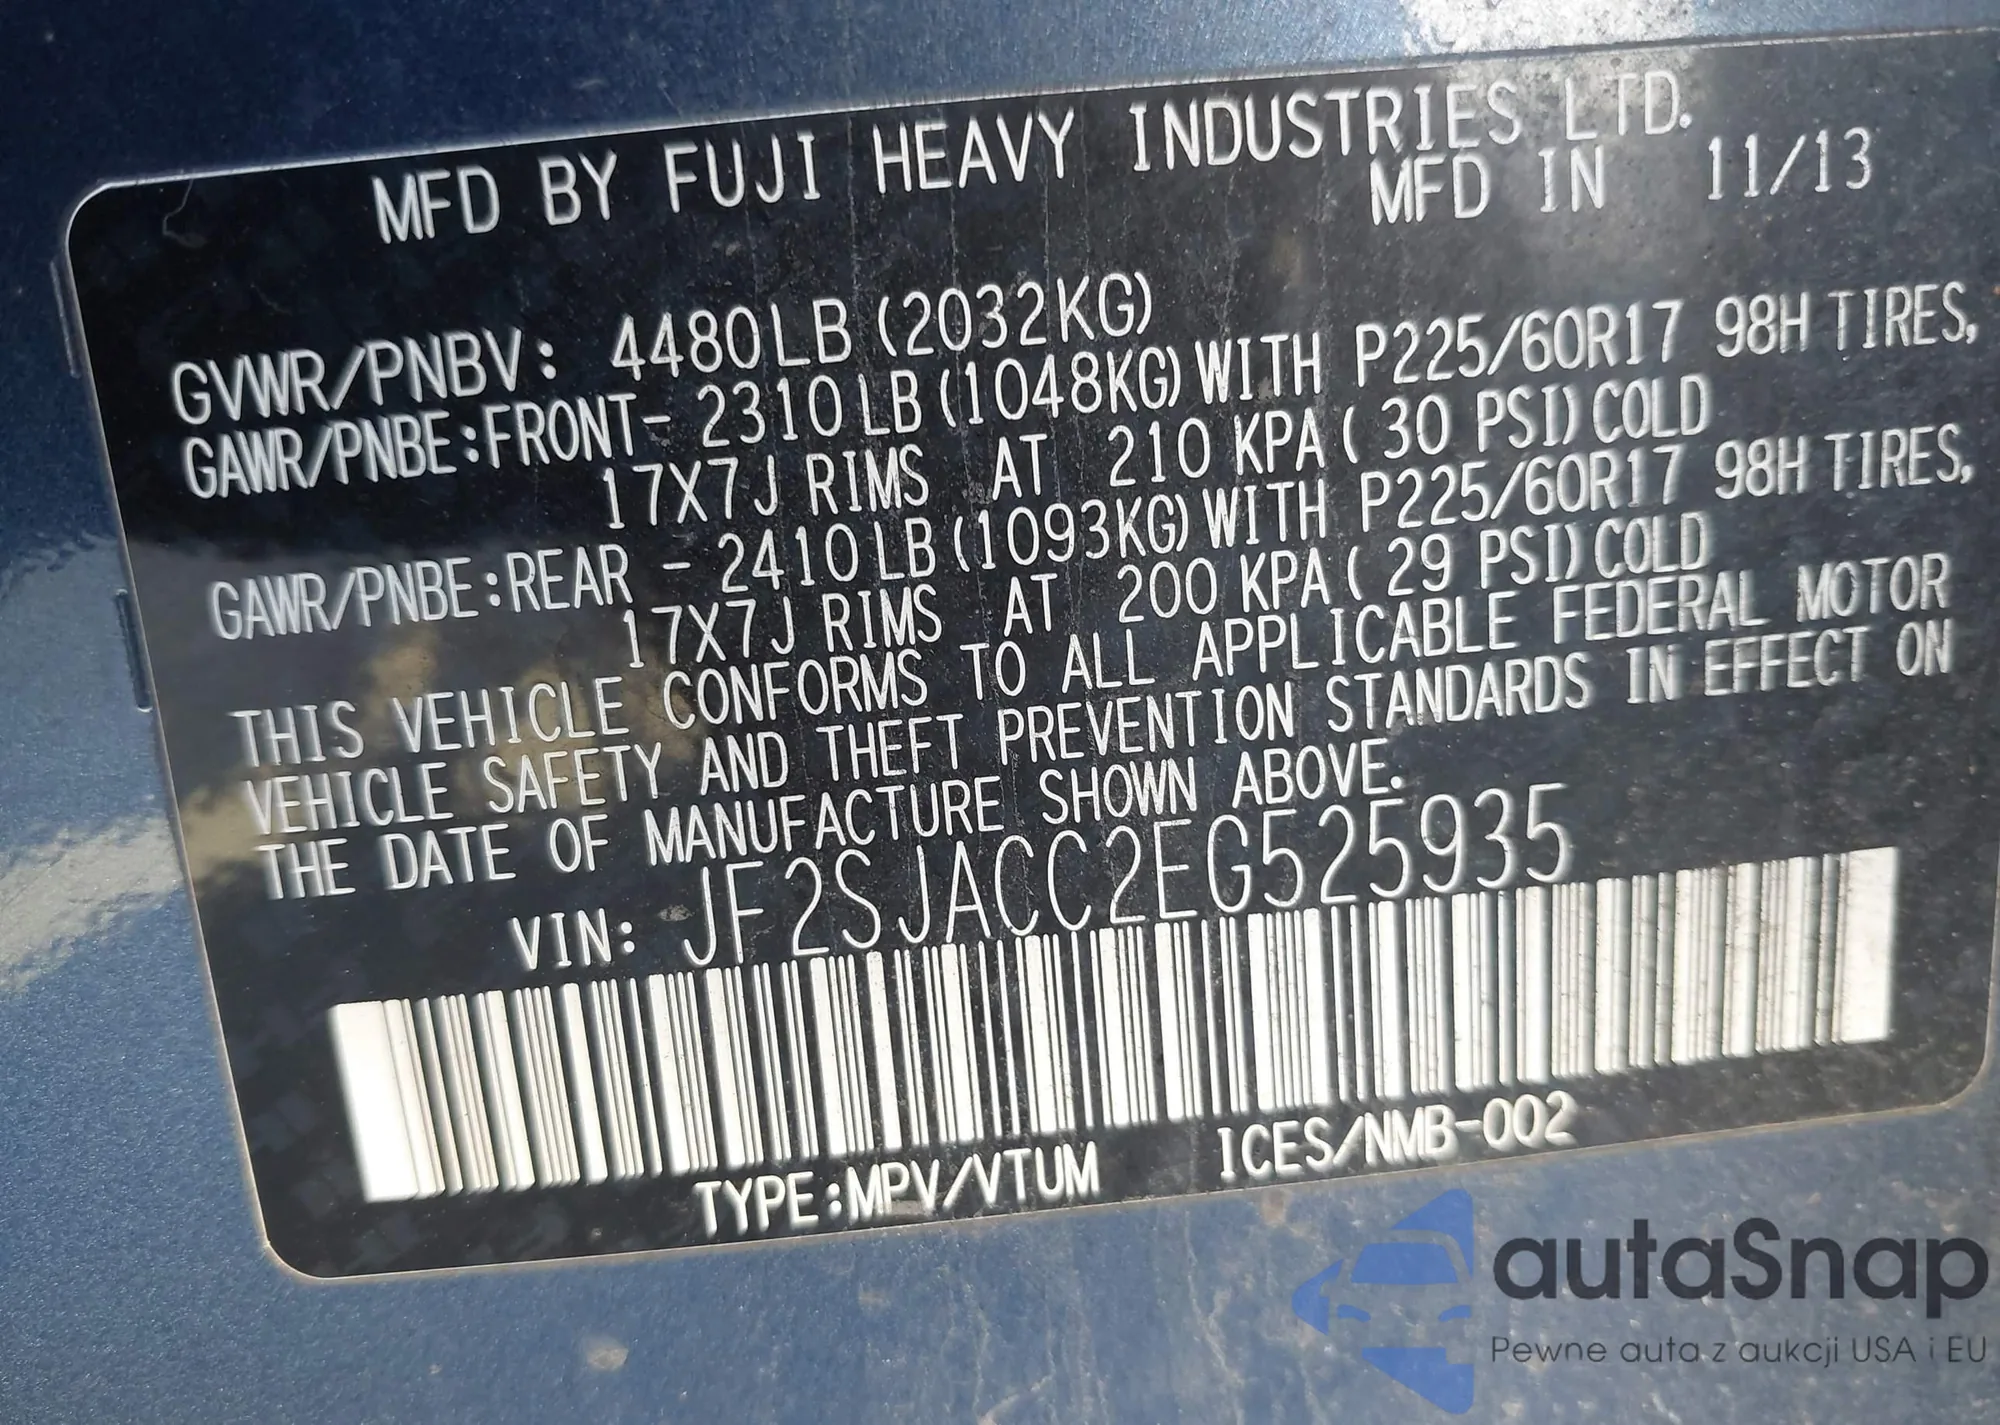 MFD BY FUJI HEAVY INDUSTRIES LTD.
MFD IN 11/13
GVWR/PNBV: 4480LB (2032KG)
GAWR/PNBE:FRONT- 2310LB (1048KG) WITH P225/60R17 98H TIRES,
17X7J RIMS AT 210 KPA ( 30 PSI) COLD
GAWR/PNBE:REAR - 2410LB (1093KG) WITH P225/60R17 98H TIRES,
17X7J RIMS AT 200 KPA ( 29 PSI) COLD
THIS VEHICLE CONFORMS TO ALL APPLICABLE FEDERAL MOTOR
VEHICLE SAFETY AND THEFT PREVENTION STANDARDS IN EFFECT ON
THE DATE OF MANUFACTURE SHOWN ABOVE.
VIN: JF2SJACC2EG525935
TYPE:MPV/VTUM ICES/NMB-002
autaSnap
Pewne auta z aukcji USA i EU